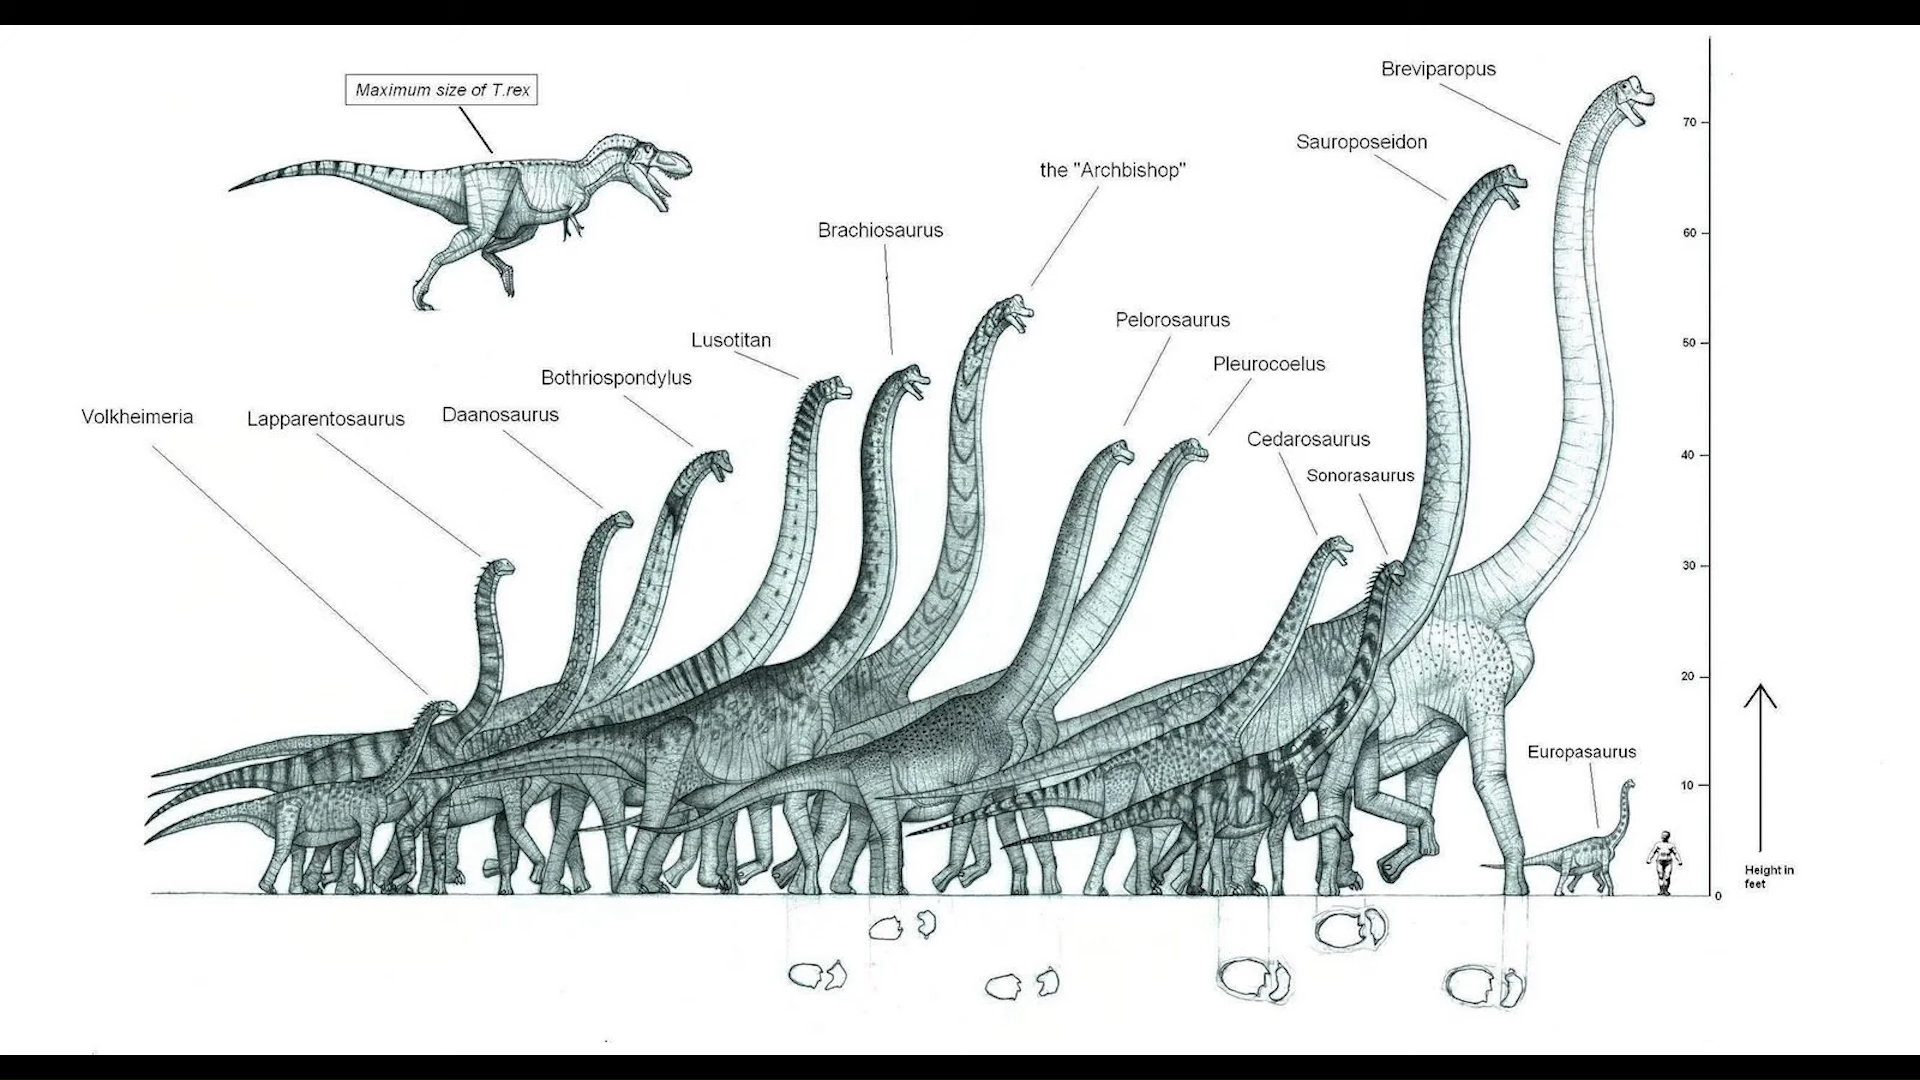 Maximum size of T.rex
Breviparopus
Sauroposeidon
the "Archbishop"
Brachiosaurus
Pelorosaurus
Lusotitan
Pleurocoelus
Bothriospondylus
Volkheimeria
Lapparentosaurus
Daanosaurus
Cedarosaurus
Sonorasaurus
Europasaurus
70
60
50
40
30
20
10
0
Height in
feet